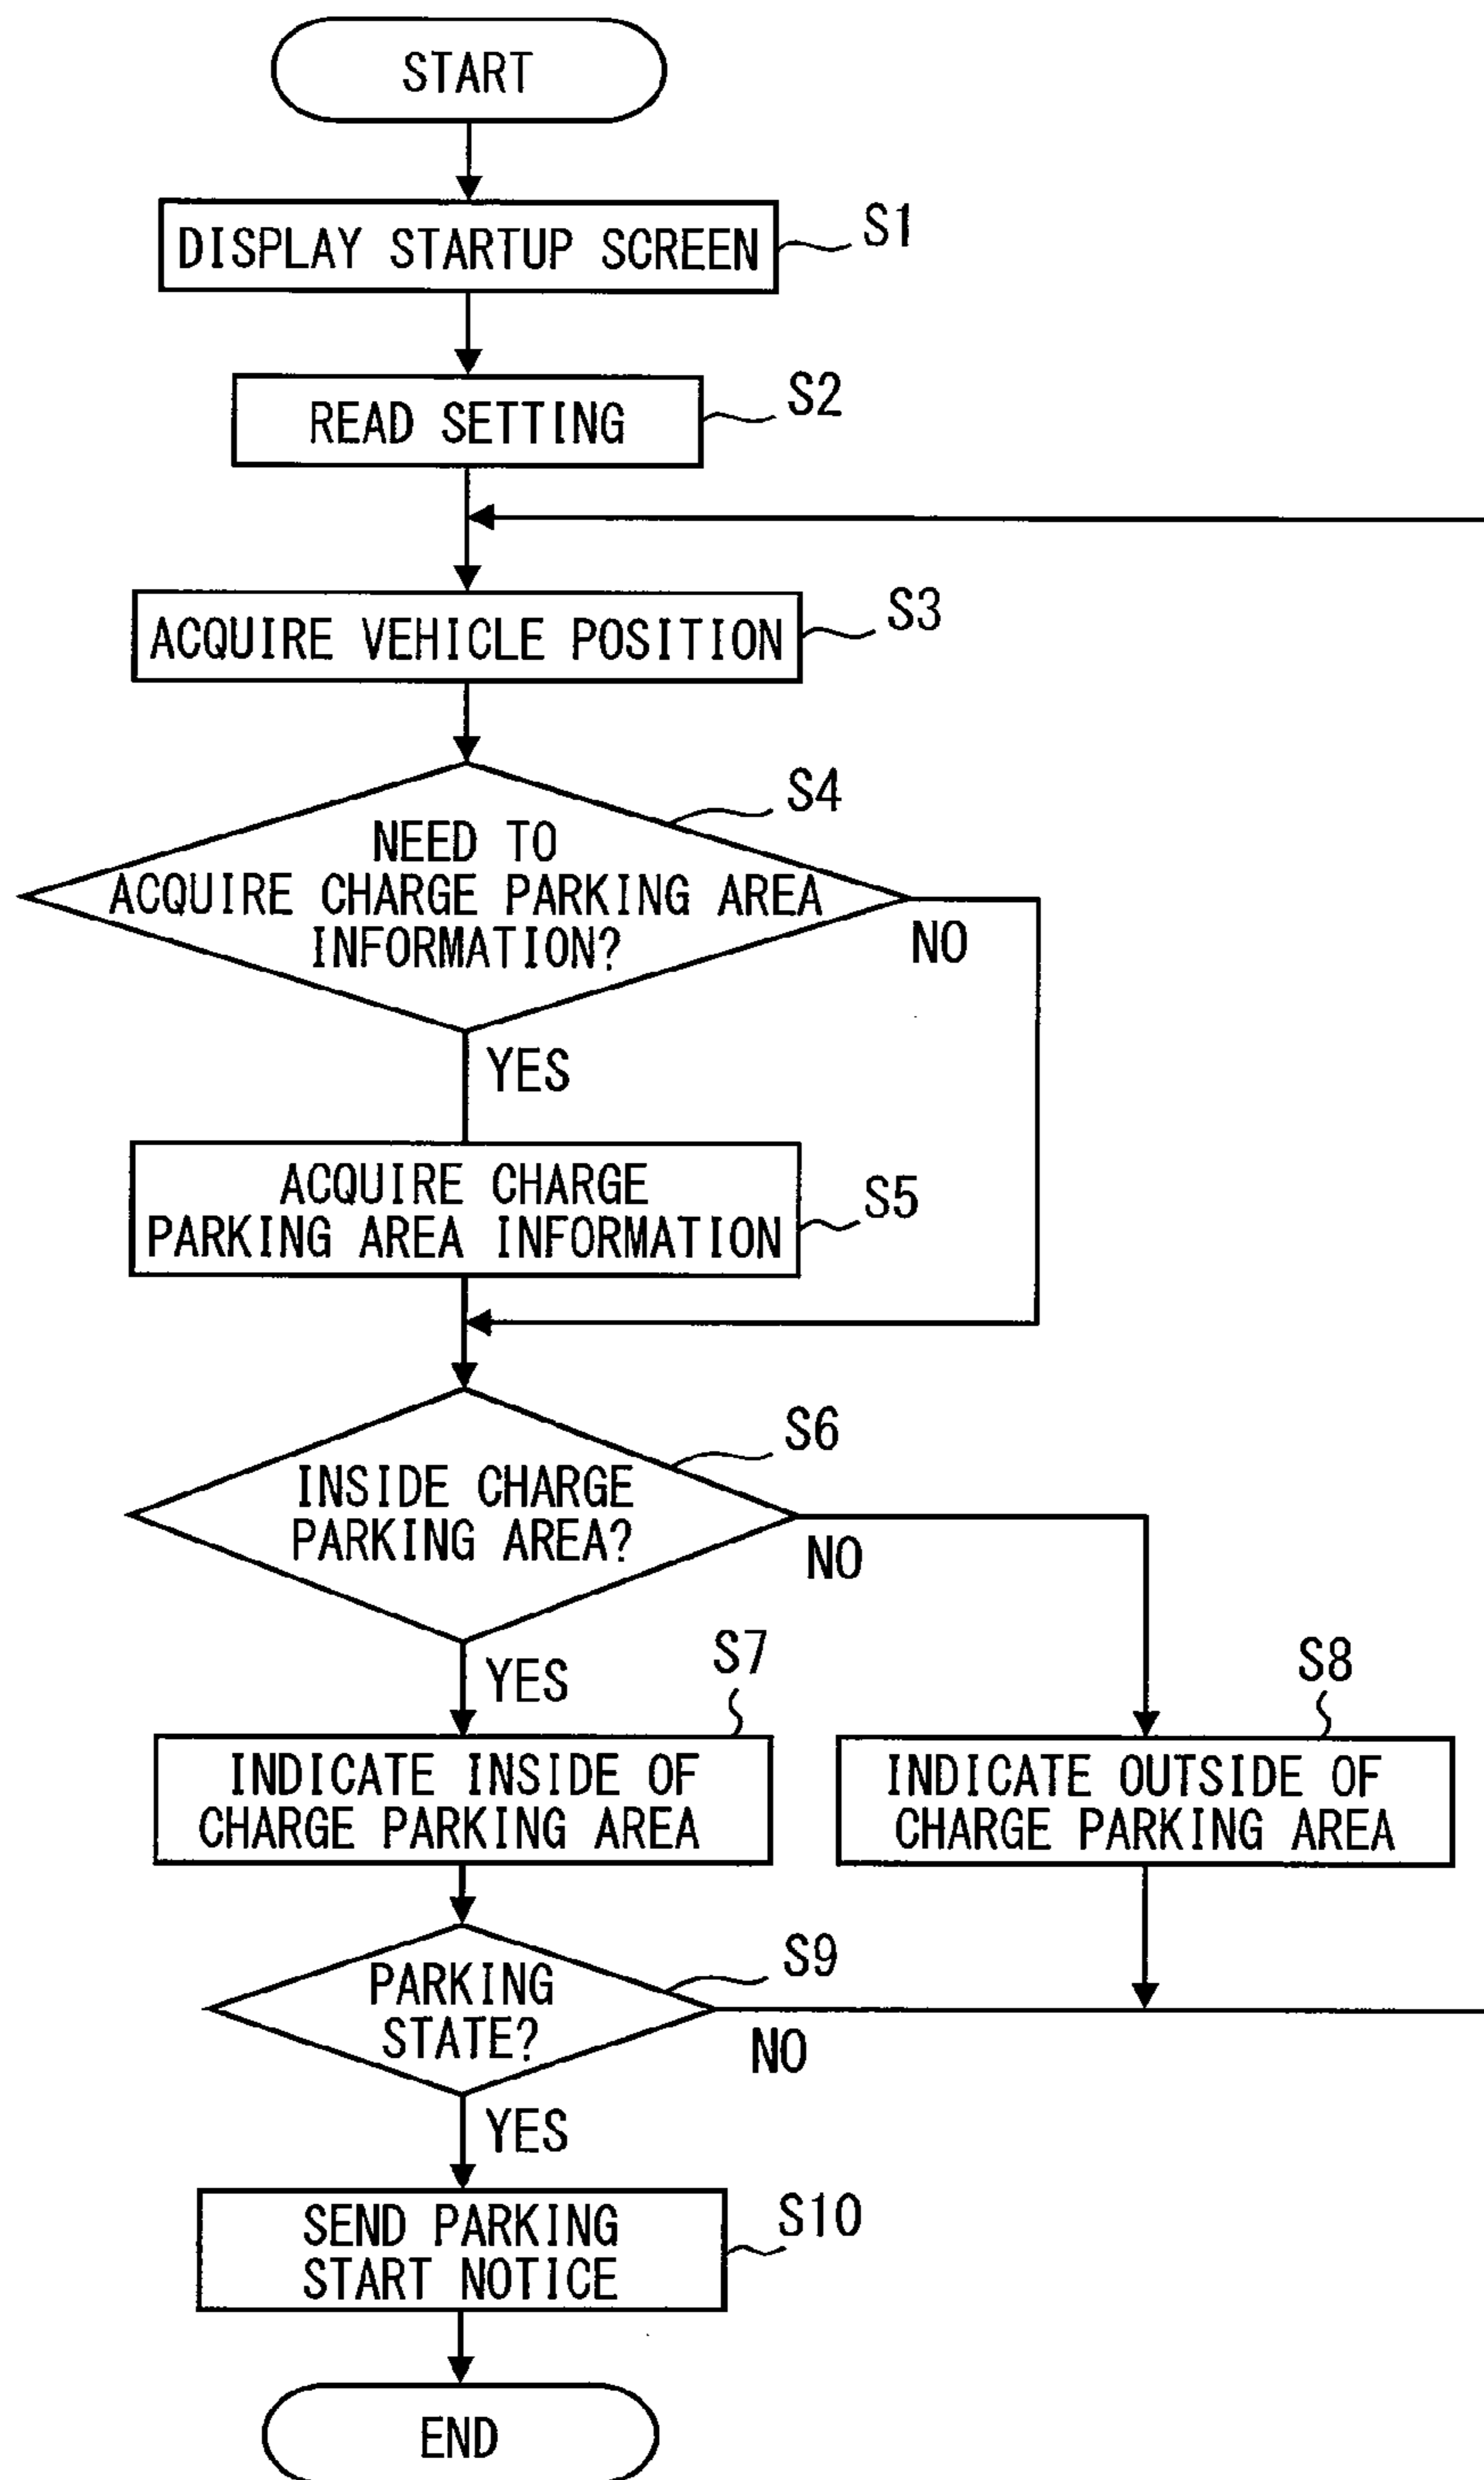 START
DISPLAY STARTUP SCREEN
S1
READ SETTING
S2
ACQUIRE VEHICLE POSITION
S3
NEED TO
ACQUIRE CHARGE PARKING AREA
INFORMATION?
S4
NO
YES
ACQUIRE CHARGE
PARKING AREA INFORMATION
S5
INSIDE CHARGE
PARKING AREA?
S6
NO
YES
S7
INDICATE INSIDE OF
CHARGE PARKING AREA
S8
INDICATE OUTSIDE OF
CHARGE PARKING AREA
PARKING
STATE?
S9
NO
YES
SEND PARKING
START NOTICE
S10
END